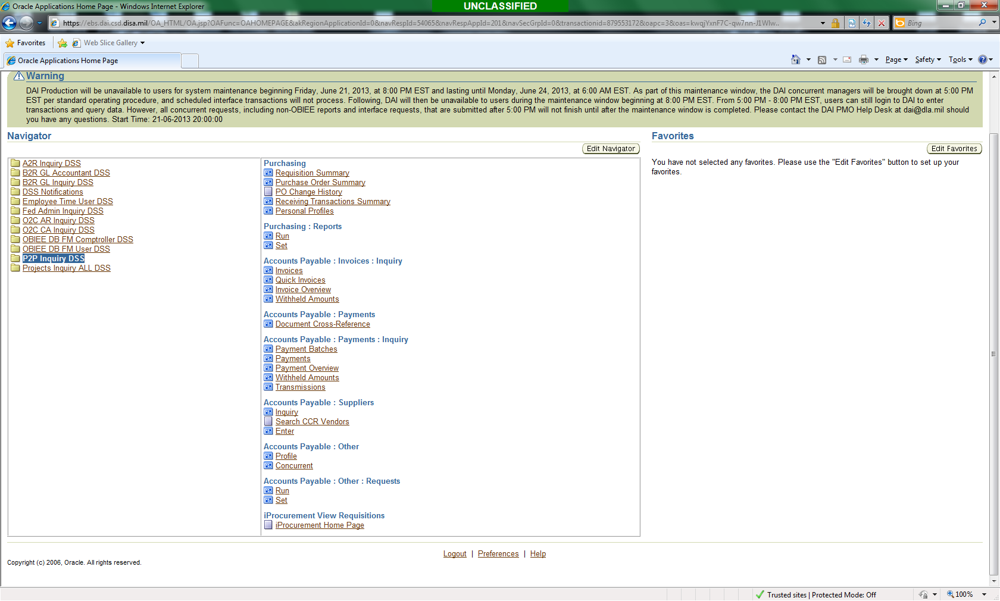 Oracle Applications Home Page - Windows Internet Explorer
UNCLASSIFIED
https://ebs.dai.csd.disa.mil/OA_HTML/OA.jsp?OAFunc=OAHOMEPAGE&akRegionApplicationId=0&navRespId=54065&navRespAppId=201&navSecGrpId=0&transactionid=879553172&oapc=3&oas=kwqjYxnF7C-qw7nn-J1Wlw..
Bing
Favorites
Web Slice Gallery
Oracle Applications Home Page
Page
Safety
Tools
Warning
DAI Production will be unavailable to users for system maintenance beginning Friday, June 21, 2013, at 8:00 PM EST and lasting until Monday, June 24, 2013, at 6:00 AM EST. As part of this maintenance window, the DAI concurrent managers will be brought down at 5:00 PM
EST per standard operating procedure, and scheduled interface transactions will not process. Following, DAI will then be unavailable to users during the maintenance window beginning at 8:00 PM EST. From 5:00 PM - 8:00 PM EST, users can still login to DAI to enter
transactions and query data. However, all concurrent requests, including non-OBIEE reports and interface requests, that are submitted after 5:00 PM will not finish until after the maintenance window is completed. Please contact the DAI PMO Help Desk at dai@dla.mil should
you have any questions. Start Time: 21-06-2013 20:00:00
Navigator
Edit Navigator
A2R Inquiry DSS
B2R GL Accountant DSS
B2R GL Inquiry DSS
DSS Notifications
Employee Time User DSS
Fed Admin Inquiry DSS
O2C AR Inquiry DSS
O2C CA Inquiry DSS
OBIEE DB FM Comptroller DSS
OBIEE DB FM User DSS
P2P Inquiry DSS
Projects Inquiry ALL DSS
Purchasing
Requisition Summary
Purchase Order Summary
PO Change History
Receiving Transactions Summary
Personal Profiles
Purchasing : Reports
Run
Set
Accounts Payable : Invoices : Inquiry
Invoices
Quick Invoices
Invoice Overview
Withheld Amounts
Accounts Payable : Payments
Document Cross-Reference
Accounts Payable : Payments : Inquiry
Payment Batches
Payments
Payment Overview
Withheld Amounts
Transmissions
Accounts Payable : Suppliers
Inquiry
Search CCR Vendors
Enter
Accounts Payable : Other
Profile
Concurrent
Accounts Payable : Other : Requests
Run
Set
iProcurement View Requisitions
iProcurement Home Page
Favorites
Edit Favorites
You have not selected any favorites. Please use the "Edit Favorites" button to set up your
favorites.
Logout | Preferences | Help
Copyright (c) 2006, Oracle. All rights reserved.
Trusted sites | Protected Mode: Off
100%